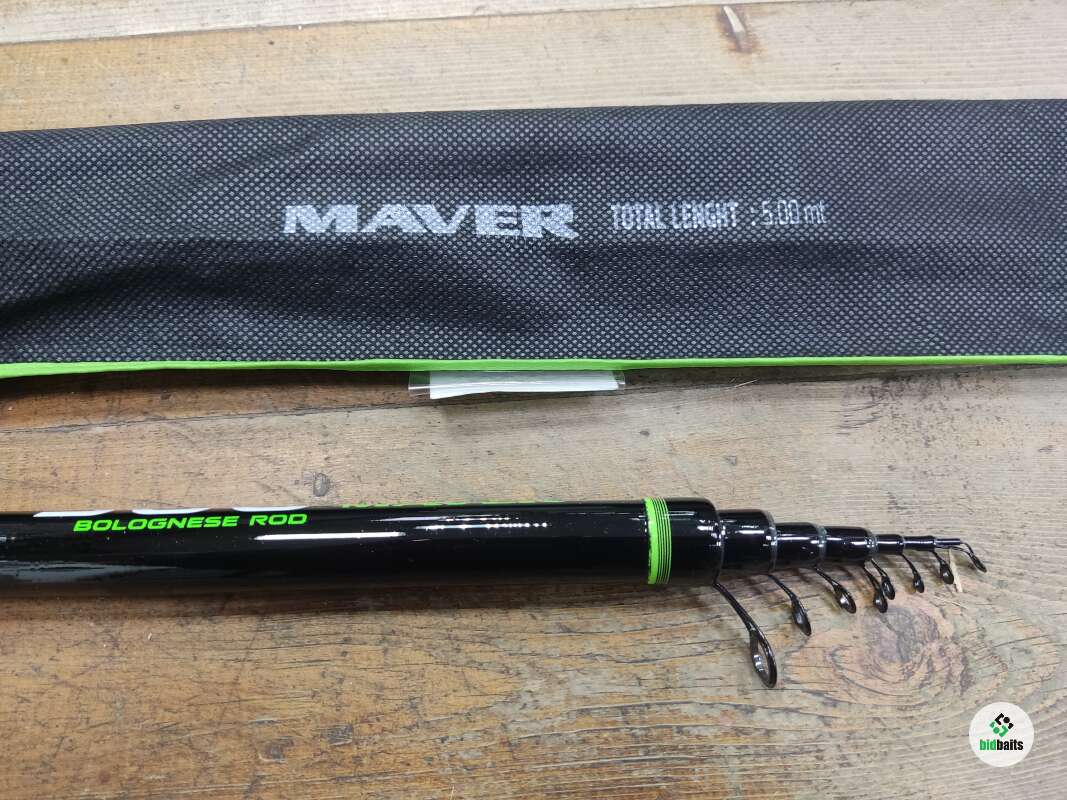 MAVER TOTAL LENGHT : 5.00 mt
BOLOGNESE ROD
bidbaits